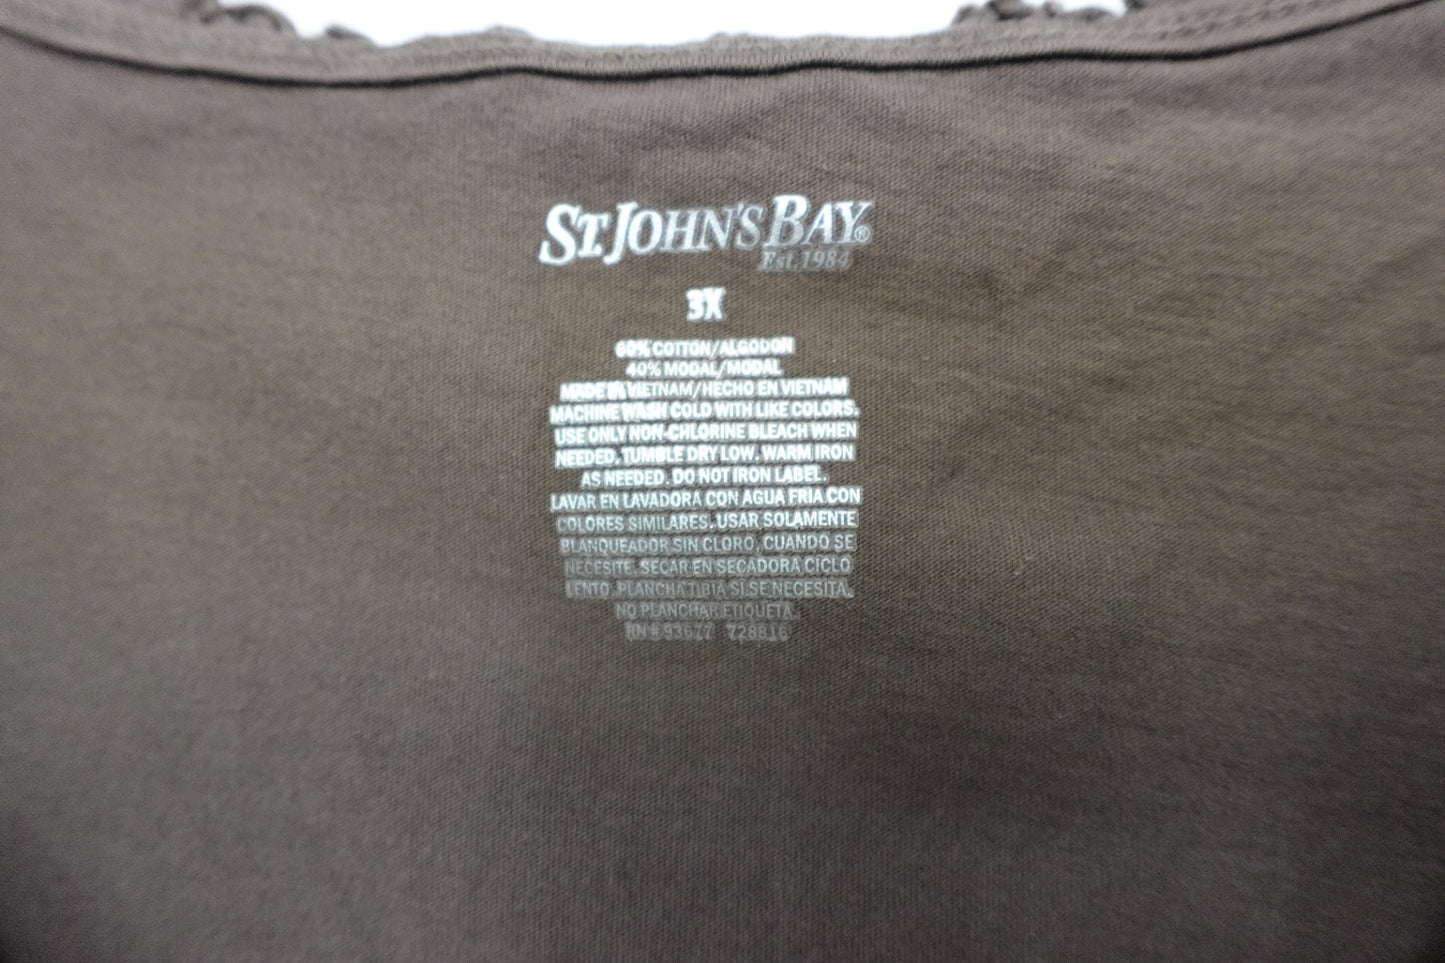 ST. JOHN'S BAY®
Est. 1984
3X
60% COTTON/ALGODON
40% MODAL/MODAL
MADE IN VIETNAM/HECHO EN VIETNAM
MACHINE WASH COLD WITH LIKE COLORS.
USE ONLY NON-CHLORINE BLEACH WHEN
NEEDED. TUMBLE DRY LOW. WARM IRON
AS NEEDED. DO NOT IRON LABEL.
LAVAR EN LAVADORA CON AGUA FRIA CON
COLORES SIMILARES. USAR SOLAMENTE
BLANQUEADOR SIN CLORO, CUANDO SE
NECESITE. SECAR EN SECADORA CICLO
LENTO. PLANCHA TIBIA SI SE NECESITA.
NO PLANCHAR ETIQUETA.
RN# 93677 728816